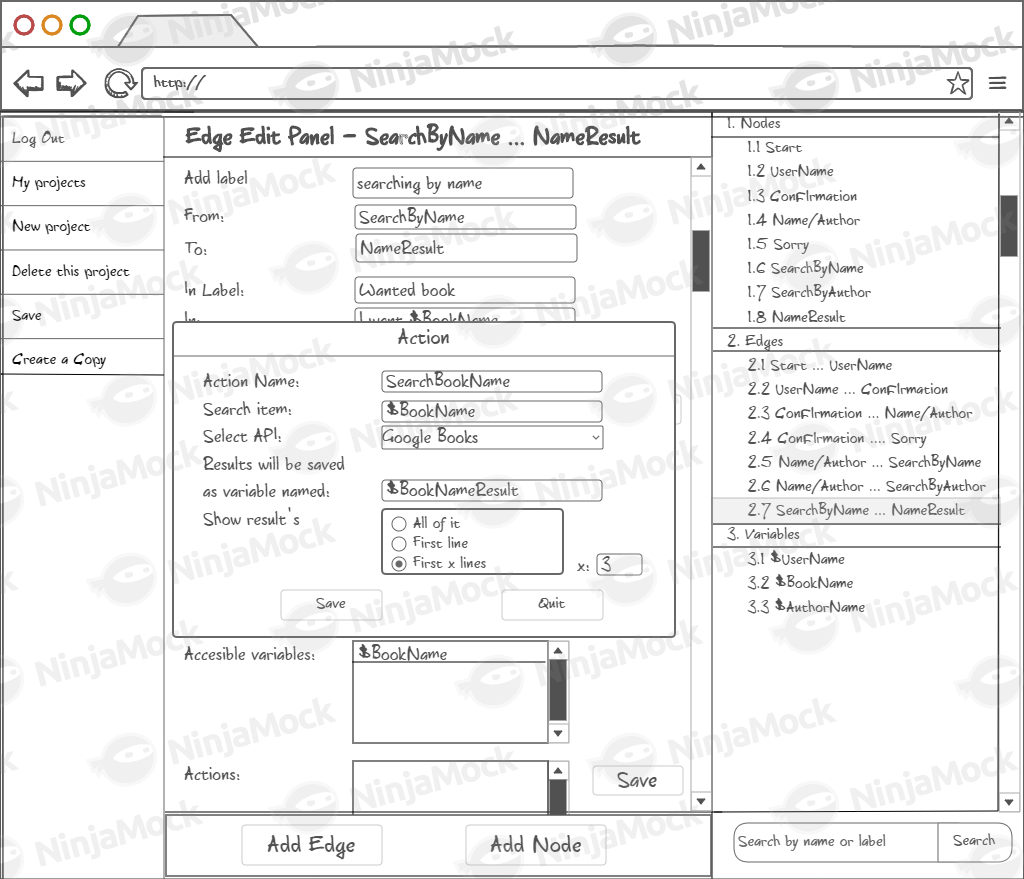 http://
Log Out
My projects
New project
Delete this project
Save
Create a Copy
Edge Edit Panel - SearchByName ... NameResult
Add label
searching by name
From:
SearchByName
To:
NameResult
In Label:
Wanted book
In:
I want $BookName
Action
Action Name:
SearchBookName
Search item:
$BookName
Select API:
Google Books
Results will be saved
as variable named:
$BookNameResult
Show result's
All of it
First line
First x lines
x: 3
Save
Quit
Accesible variables:
$BookName
Actions:
Save
Add Edge
Add Node
1. Nodes
1.1 Start
1.2 UserName
1.3 ConfIrmation
1.4 Name/Author
1.5 Sorry
1.6 SearchByName
1.7 SearchByAuthor
1.8 NameResult
2. Edges
2.1 Start ... UserName
2.2 UserName ... ConfIrmation
2.3 ConfIrmation ... Name/Author
2.4 ConfIrmation .... Sorry
2.5 Name/Author ... SearchByName
2.6 Name/Author ... SearchByAuthor
2.7 SearchByName ... NameResult
3. Variables
3.1 $UserName
3.2 $BookName
3.3 $AuthorName
Search by name or label
Search
NinjaMock